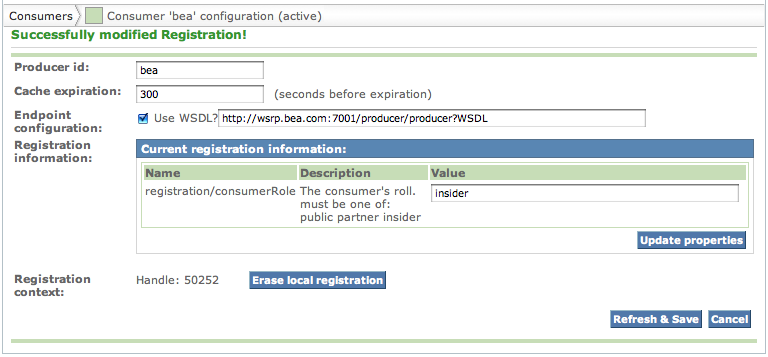 Consumers Consumer 'bea' configuration (active)
Successfully modified Registration!
Producer id: bea
Cache expiration: 300 (seconds before expiration)
Endpoint configuration: Use WSDL? http://wsrp.bea.com:7001/producer/producer?WSDL
Registration information:
Current registration information:
Name Description Value
registration/consumerRole The consumer's roll. insider
must be one of:
public partner insider
Update properties
Registration context: Handle: 50252 Erase local registration
Refresh & Save Cancel